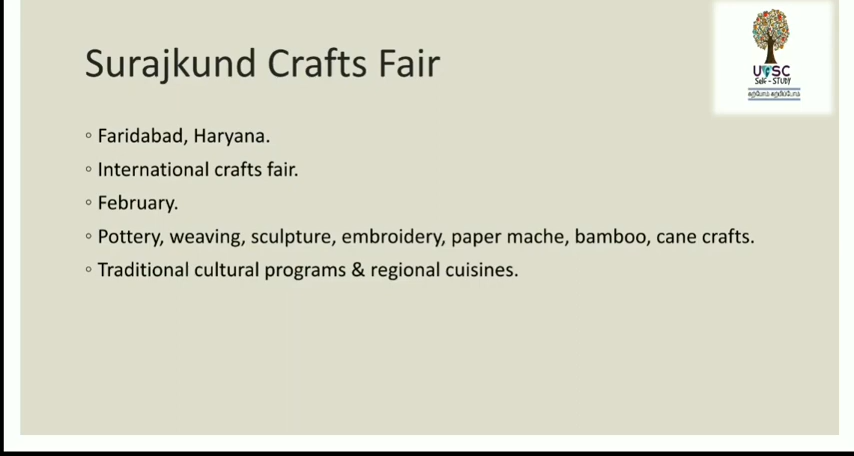 Surajkund Crafts Fair
UPSC
Self - STUDY
◦ Faridabad, Haryana.
◦ International crafts fair.
◦ February.
◦ Pottery, weaving, sculpture, embroidery, paper mache, bamboo, cane crafts.
◦ Traditional cultural programs & regional cuisines.